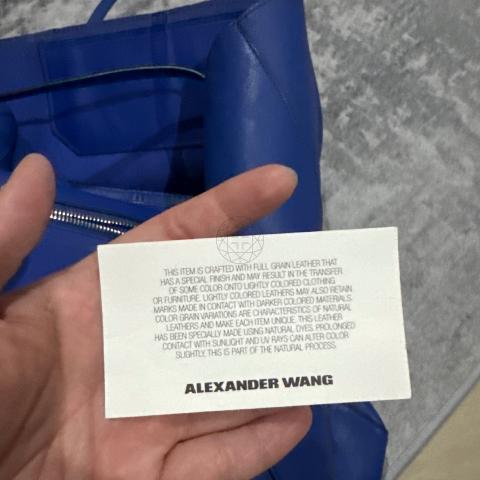 THIS ITEM IS CRAFTED WITH FULL GRAIN LEATHER THAT
HAS A SPECIAL FINISH AND MAY RESULT IN THE TRANSFER
OF SOME COLOR ONTO LIGHTLY COLORED CLOTHING
OR FURNITURE. LIGHTLY COLORED LEATHERS MAY ALSO RETAIN
MARKS MADE IN CONTACT WITH DARKER COLORED MATERIALS.
COLOR GRAIN VARIATIONS ARE CHARACTERISTICS OF NATURAL
LEATHERS AND MAKE EACH ITEM UNIQUE. THIS LEATHER
HAS BEEN SPECIALLY MADE USING NATURAL DYES. PROLONGED
CONTACT WITH SUNLIGHT AND UV RAYS CAN ALTER COLOR
SLIGHTLY, THIS IS PART OF THE NATURAL PROCESS.
ALEXANDER WANG